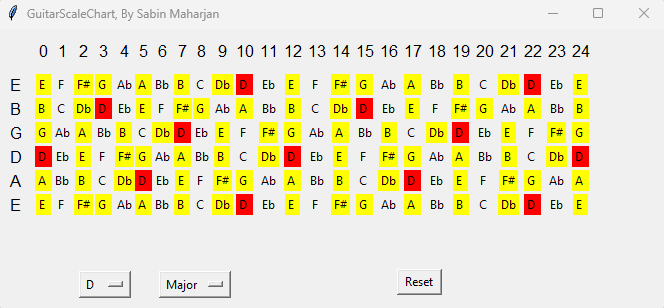 GuitarScaleChart, By Sabin Maharjan
0 1 2 3 4 5 6 7 8 9 10 11 12 13 14 15 16 17 18 19 20 21 22 23 24
E E F F# G Ab A Bb B C Db D Eb E F F# G Ab A Bb B C Db D Eb E
B B C Db D Eb E F F# G Ab A Bb B C Db D Eb E F F# G Ab A Bb B
G G Ab A Bb B C Db D Eb E F F# G Ab A Bb B C Db D Eb E F F# G
D D Eb E F F# G Ab A Bb B C Db D Eb E F F# G Ab A Bb B C Db D
A A Bb B C Db D Eb E F F# G Ab A Bb B C Db D Eb E F F# G Ab A
E E F F# G Ab A Bb B C Db D Eb E F F# G Ab A Bb B C Db D Eb E
D Major Reset